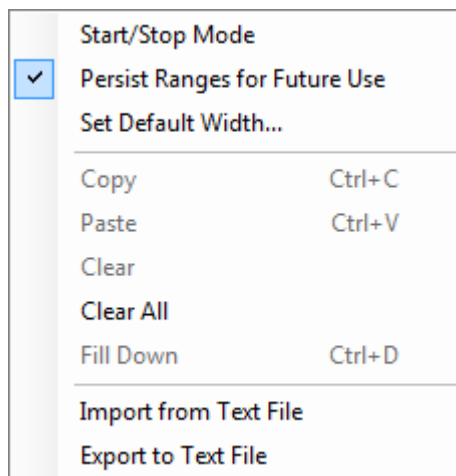 Start/Stop Mode
Persist Ranges for Future Use
Set Default Width...
Copy Ctrl+C
Paste Ctrl+V
Clear
Clear All
Fill Down Ctrl+D
Import from Text File
Export to Text File